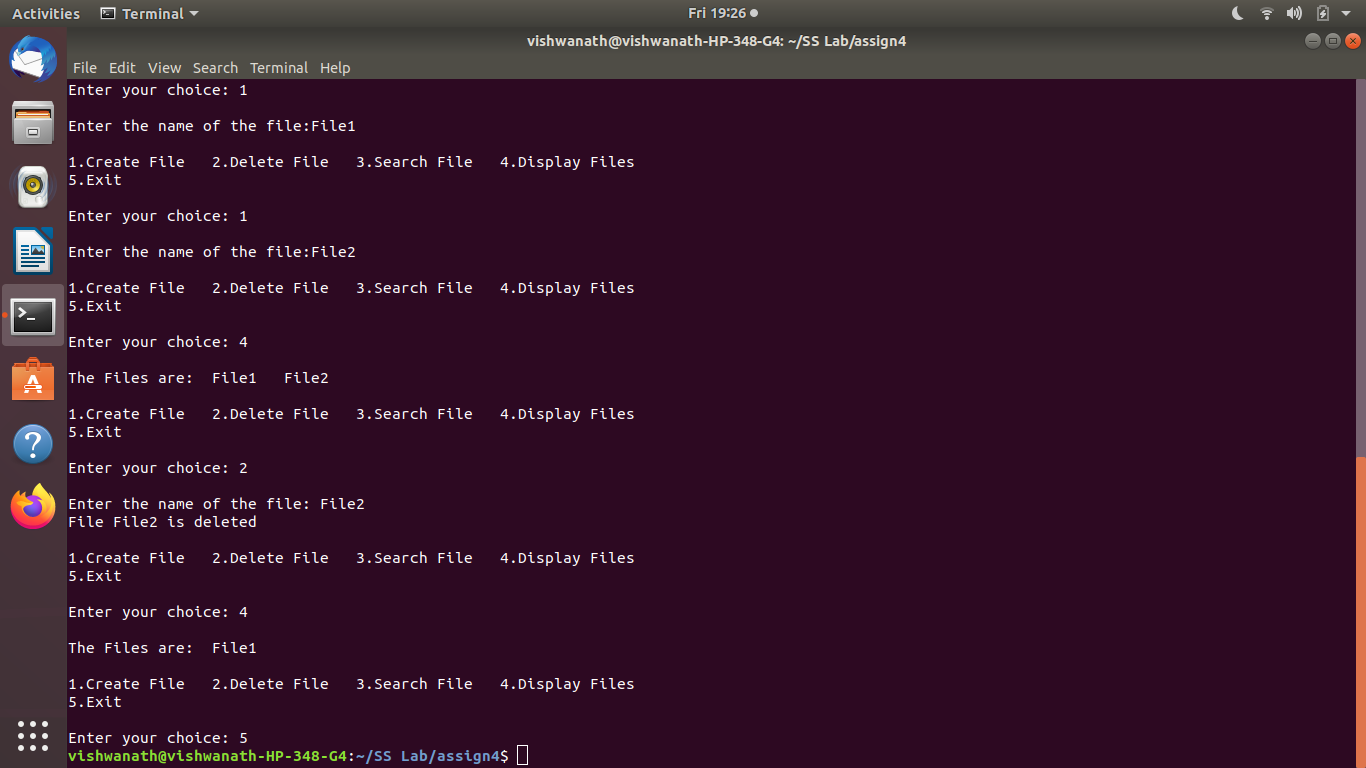 Activities Terminal Fri 19:26
vishwanath@vishwanath-HP-348-G4: ~/SS Lab/assign4
File Edit View Search Terminal Help
Enter your choice: 1
Enter the name of the file:File1
1.Create File   2.Delete File   3.Search File   4.Display Files
5.Exit
Enter your choice: 1
Enter the name of the file:File2
1.Create File   2.Delete File   3.Search File   4.Display Files
5.Exit
Enter your choice: 4
The Files are:  File1   File2
1.Create File   2.Delete File   3.Search File   4.Display Files
5.Exit
Enter your choice: 2
Enter the name of the file: File2
File File2 is deleted
1.Create File   2.Delete File   3.Search File   4.Display Files
5.Exit
Enter your choice: 4
The Files are:  File1
1.Create File   2.Delete File   3.Search File   4.Display Files
5.Exit
Enter your choice: 5
vishwanath@vishwanath-HP-348-G4:~/SS Lab/assign4$